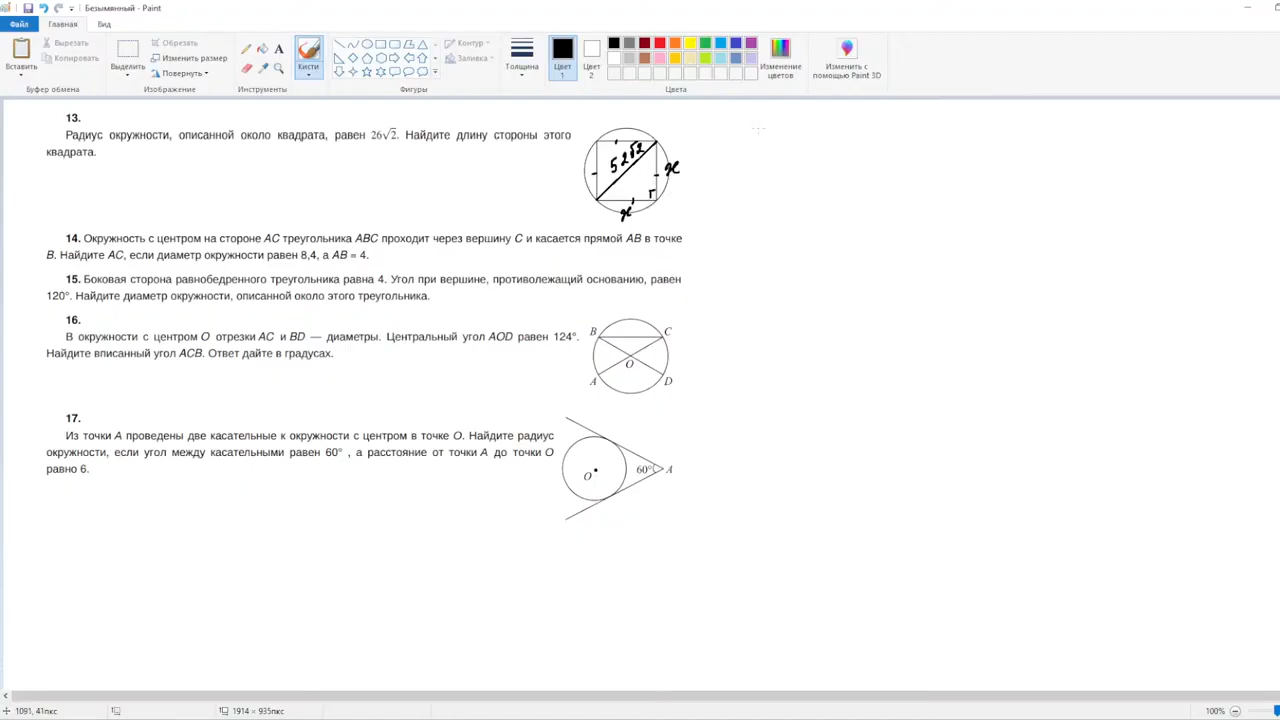 Безымянный - Paint
Файл
Главная
Вид
Вставить
Вырезать
Копировать
Буфер обмена
Выделить
Обрезать
Изменить размер
Повернуть
Изображение
A
Инструменты
Кисти
Контур
Заливка
Фигуры
Толщина
Цвет 1
Цвет 2
Цвета
Изменение цветов
Изменить с помощью Paint 3D
13.
Радиус окружности, описанной около квадрата, равен 26√2. Найдите длину стороны этого
квадрата.
52√2
x
x
14. Окружность с центром на стороне AC треугольника ABC проходит через вершину C и касается прямой AB в точке
B. Найдите AC, если диаметр окружности равен 8,4, а AB = 4.
15. Боковая сторона равнобедренного треугольника равна 4. Угол при вершине, противолежащий основанию, равен
120°. Найдите диаметр окружности, описанной около этого треугольника.
16.
В окружности с центром O отрезки AC и BD — диаметры. Центральный угол AOD равен 124°.
Найдите вписанный угол ACB. Ответ дайте в градусах.
B C
O
A D
17.
Из точки A проведены две касательные к окружности с центром в точке O. Найдите радиус
окружности, если угол между касательными равен 60° , а расстояние от точки A до точки O
равно 6.
O 60° A
1091, 41пкс
1914 × 935пкс
100%